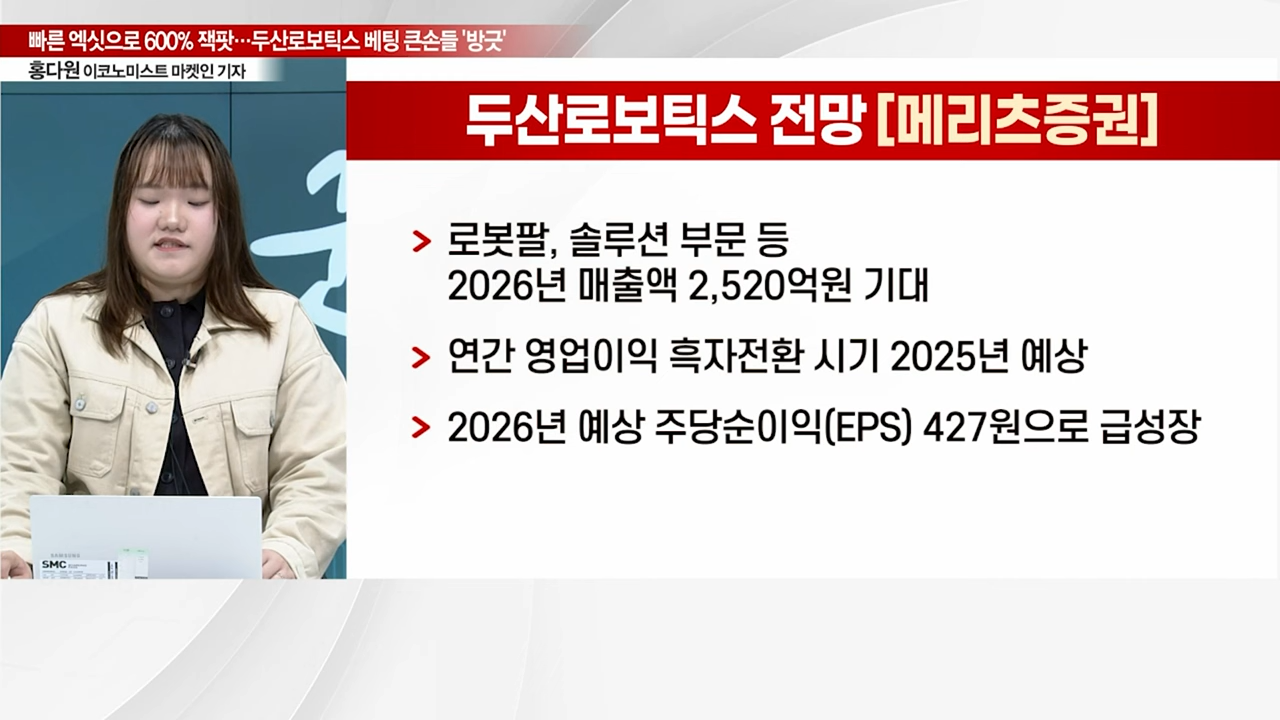 빠른 엑싯으로 600% 잭팟…두산로보틱스 베팅 큰손들 '방긋'
홍다원 이코노미스트 마켓인 기자
두산로보틱스 전망 [메리츠증권]
> 로봇팔, 솔루션 부문 등
2026년 매출액 2,520억원 기대
> 연간 영업이익 흑자전환 시기 2025년 예상
> 2026년 예상 주당순이익(EPS) 427원으로 급성장
SAMSUNG
SMC